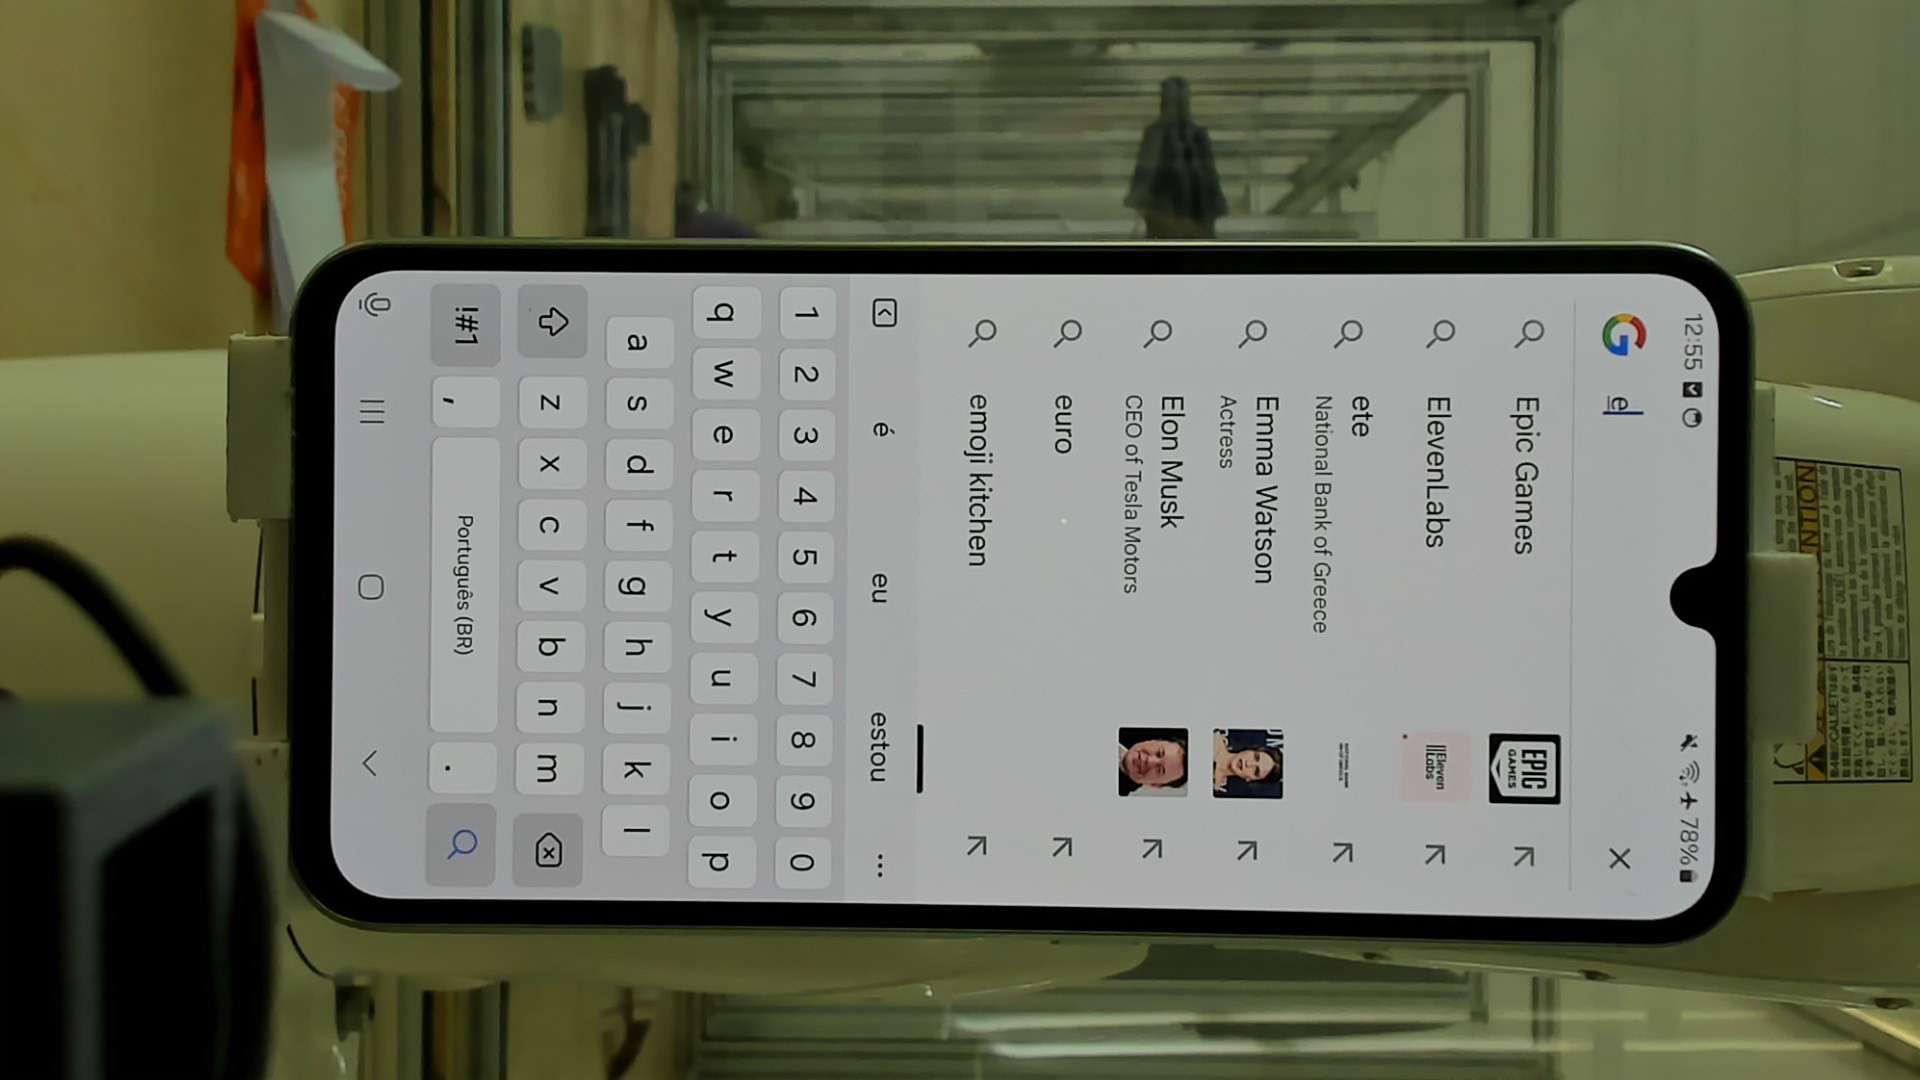 12:55 78%
e
Epic Games
EPIC
GAMES
ElevenLabs
IIEleven
Labs
ete
National Bank of Greece
Emma Watson
Actress
Elon Musk
CEO of Tesla Motors
euro
emoji kitchen
é eu estou ...
1 2 3 4 5 6 7 8 9 0
q w e r t y u i o p
a s d f g h j k l
z x c v b n m
!#1 , Português (BR) .